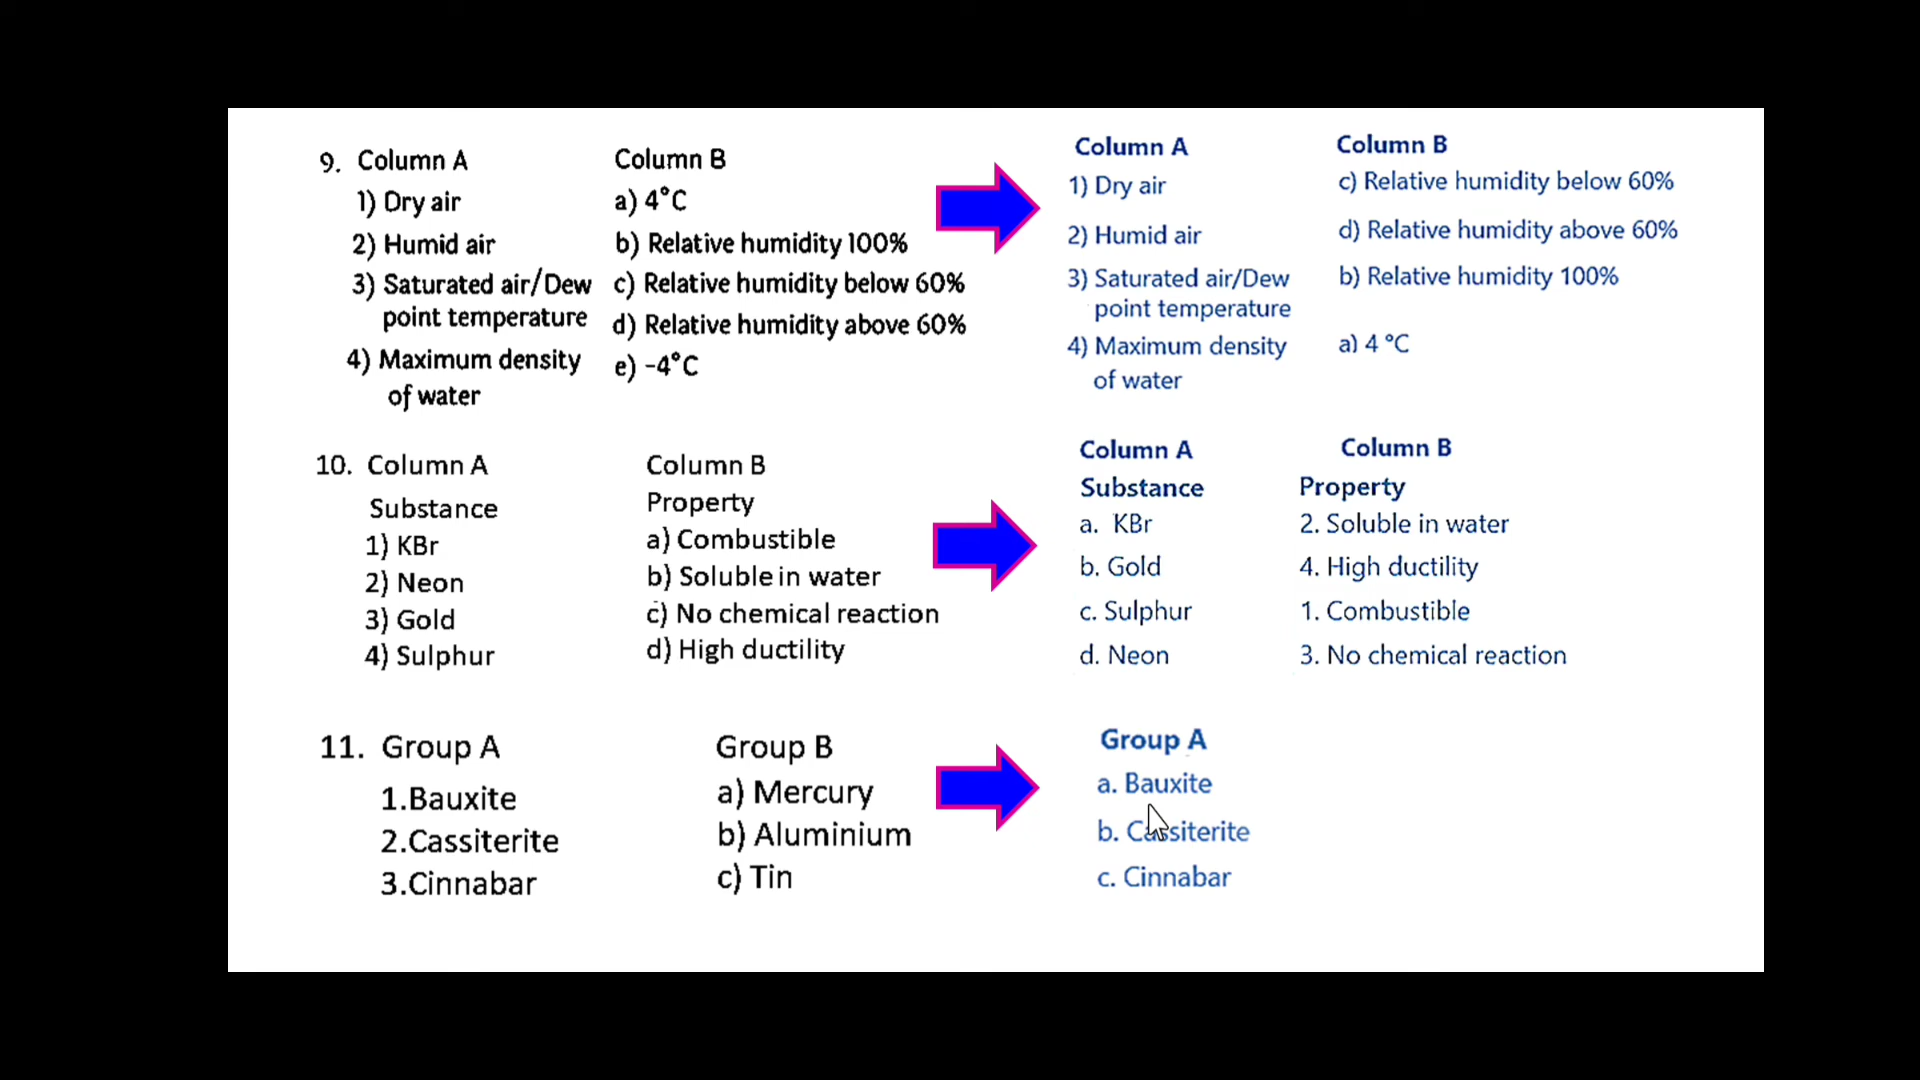 9. Column A Column B
1) Dry air a) 4°C
2) Humid air b) Relative humidity 100%
3) Saturated air/Dew c) Relative humidity below 60%
point temperature d) Relative humidity above 60%
4) Maximum density e) -4°C
of water
Column A Column B
1) Dry air c) Relative humidity below 60%
2) Humid air d) Relative humidity above 60%
3) Saturated air/Dew b) Relative humidity 100%
point temperature
4) Maximum density a) 4 °C
of water
10. Column A Column B
Substance Property
1) KBr a) Combustible
2) Neon b) Soluble in water
3) Gold c) No chemical reaction
4) Sulphur d) High ductility
Column A Column B
Substance Property
a. KBr 2. Soluble in water
b. Gold 4. High ductility
c. Sulphur 1. Combustible
d. Neon 3. No chemical reaction
11. Group A Group B
1.Bauxite a) Mercury
2.Cassiterite b) Aluminium
3.Cinnabar c) Tin
Group A
a. Bauxite
b. Cassiterite
c. Cinnabar